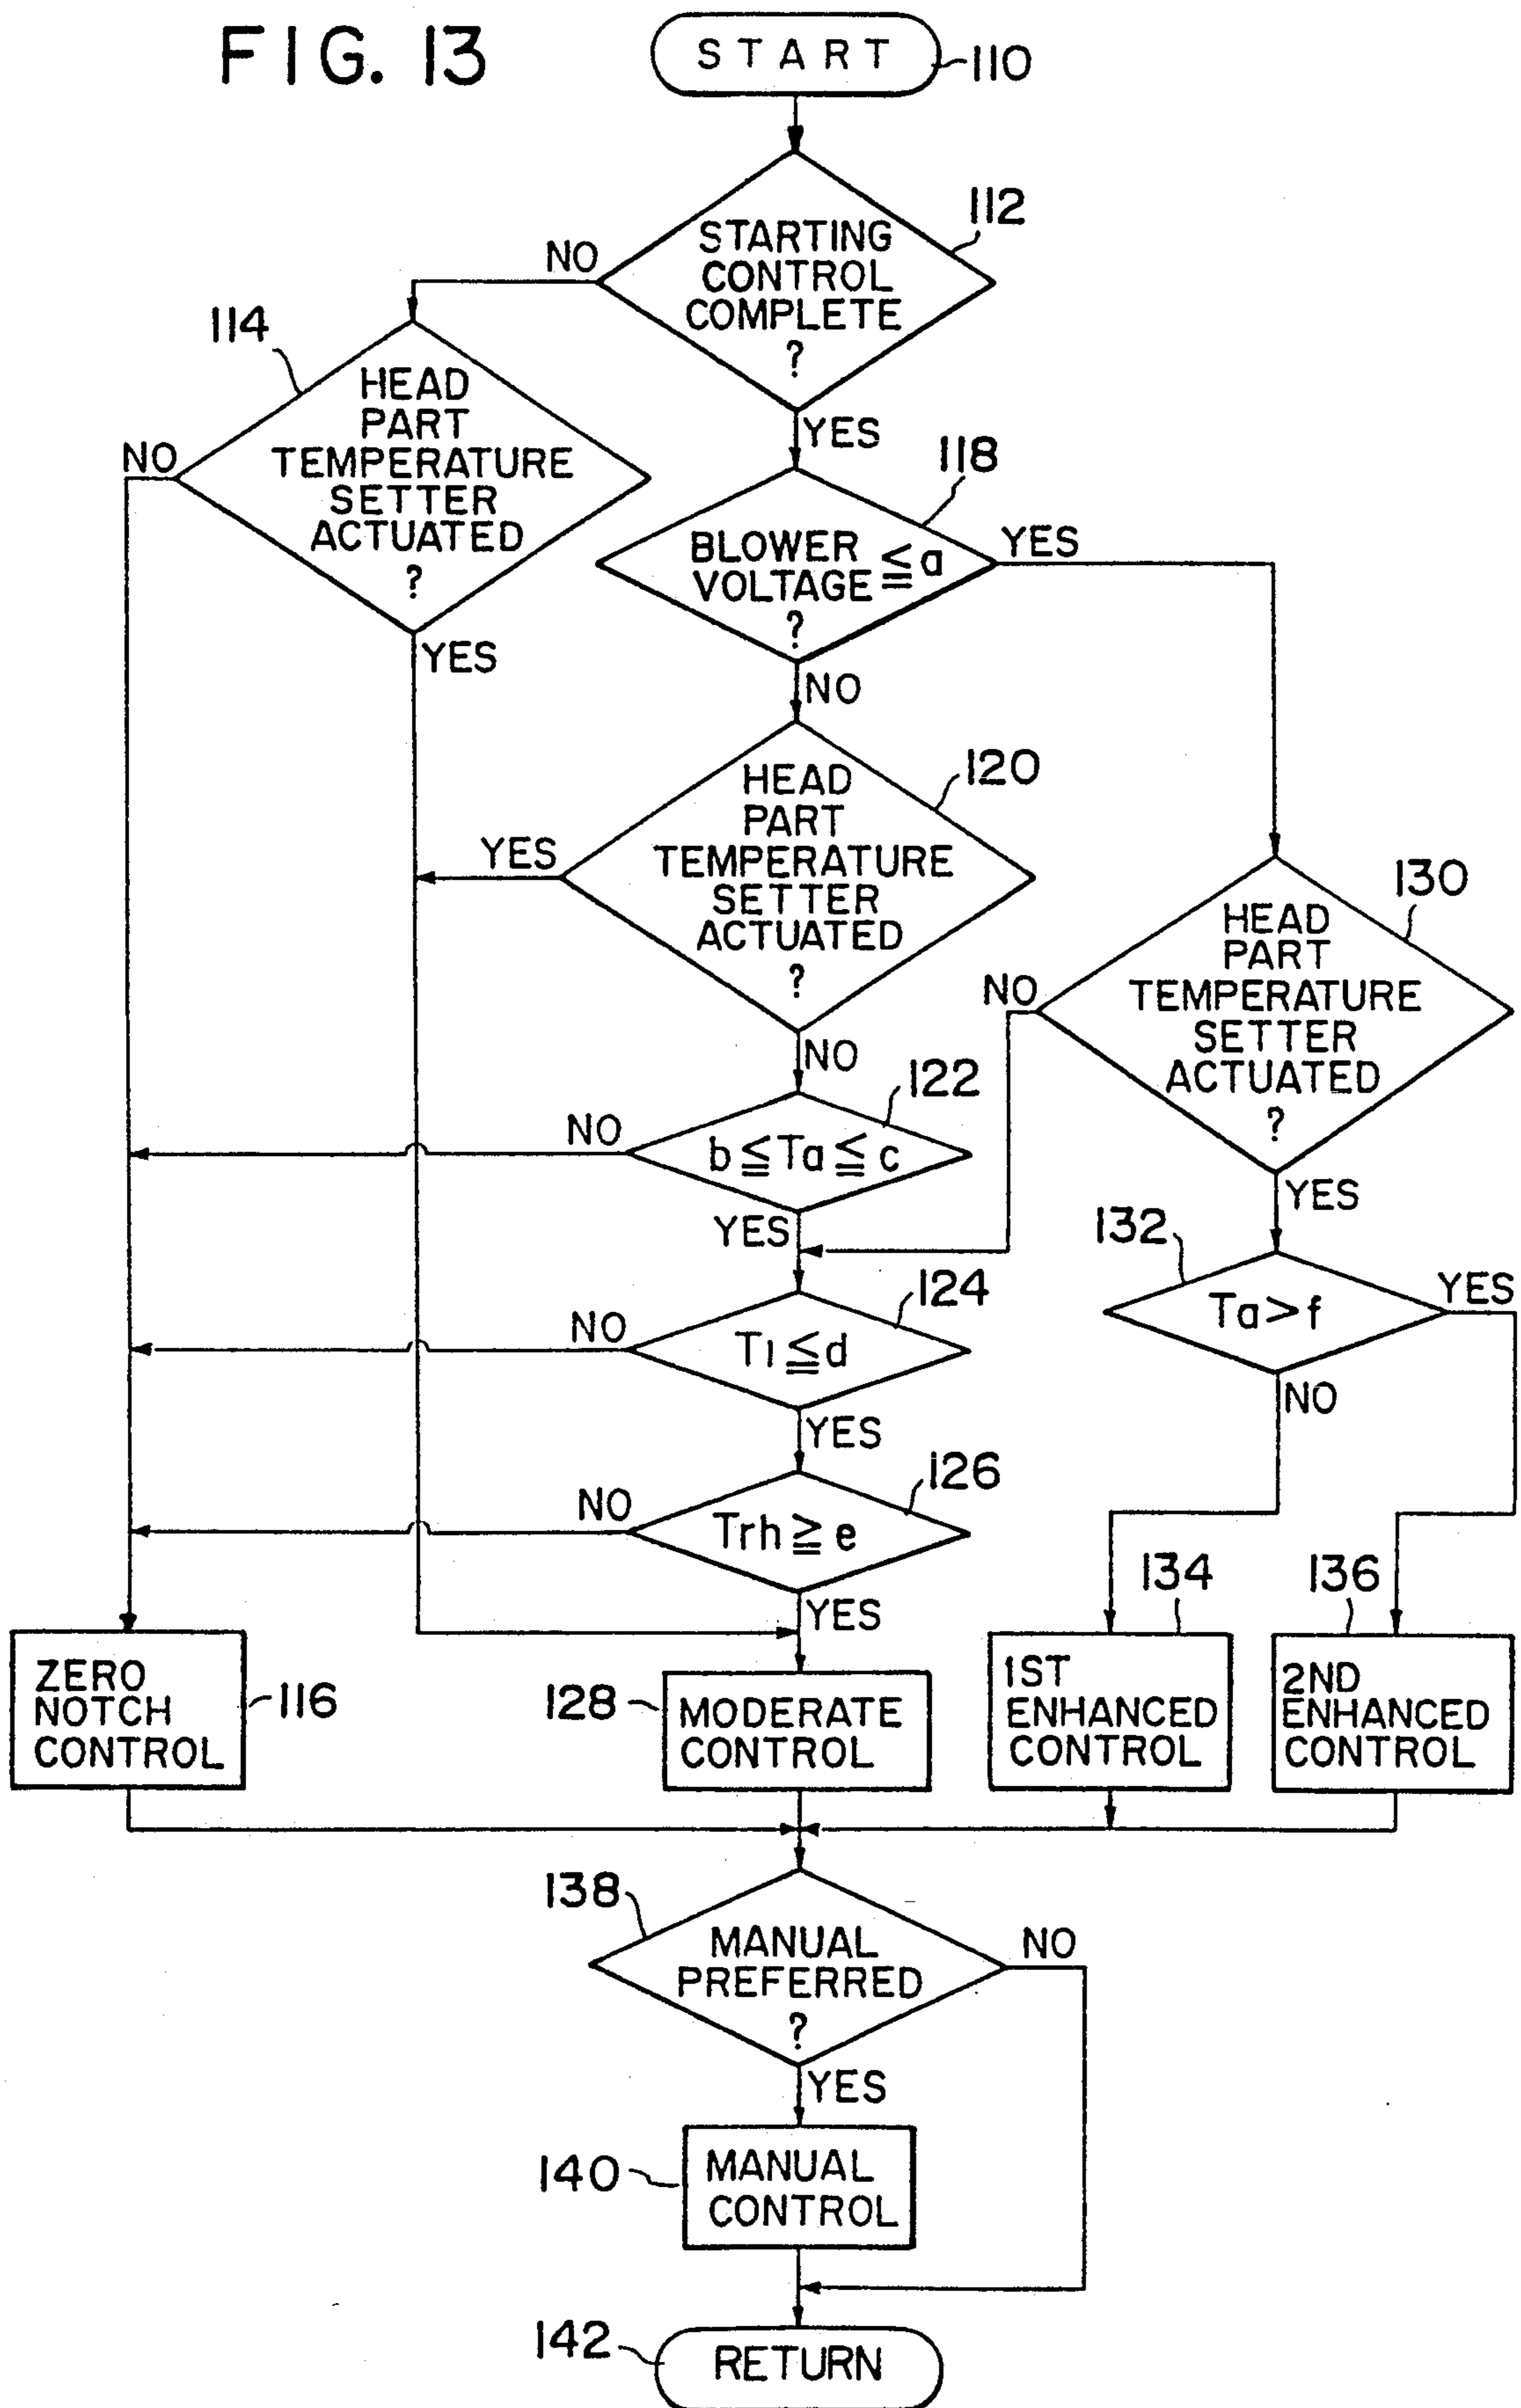 FIG. 13
START
110
STARTING
CONTROL
COMPLETE
?
112
NO
YES
114
HEAD
PART
TEMPERATURE
SETTER
ACTUATED
?
NO
YES
118
BLOWER
VOLTAGE ≦ a
?
YES
NO
120
HEAD
PART
TEMPERATURE
SETTER
ACTUATED
?
YES
NO
130
HEAD
PART
TEMPERATURE
SETTER
ACTUATED
?
NO
YES
122
b ≦ Ta ≦ c
NO
YES
132
Ta > f
YES
NO
124
T1 ≦ d
NO
YES
126
Trh ≧ e
NO
YES
ZERO
NOTCH
CONTROL
116
128
MODERATE
CONTROL
134
1ST
ENHANCED
CONTROL
136
2ND
ENHANCED
CONTROL
138
MANUAL
PREFERRED
?
NO
YES
140
MANUAL
CONTROL
142
RETURN